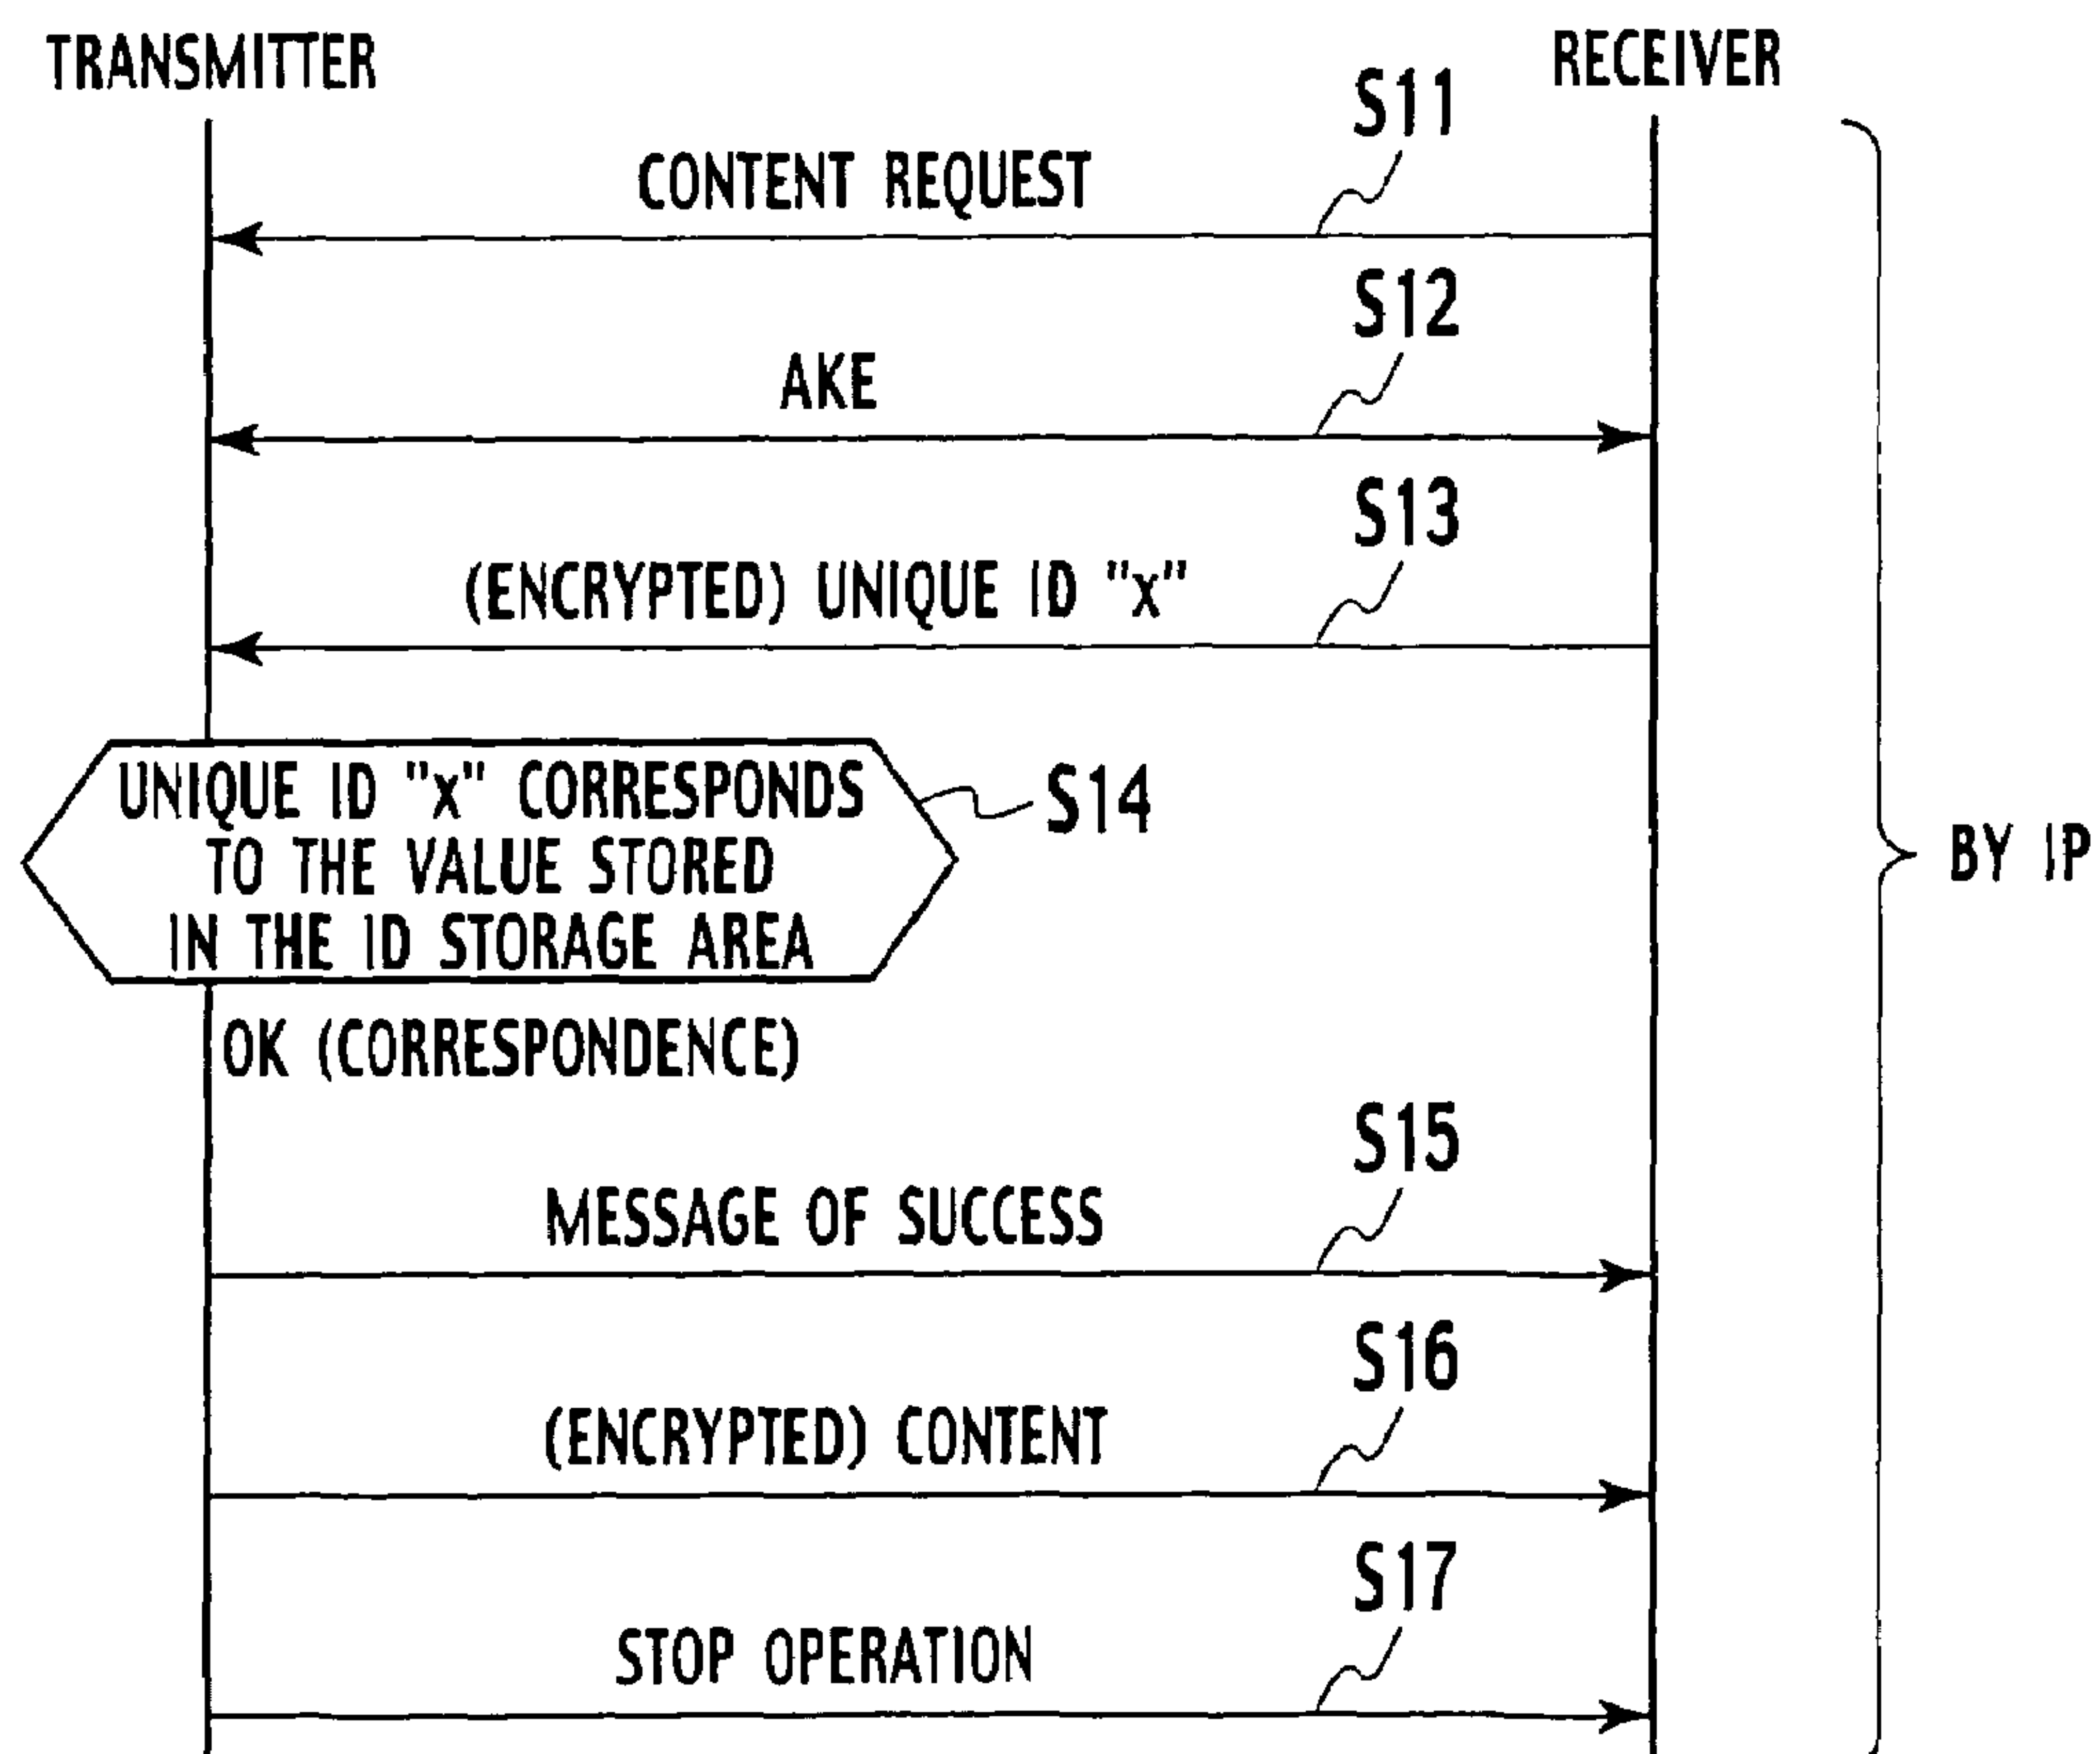 TRANSMITTER
RECEIVER
S11
CONTENT REQUEST
S12
AKE
S13
(ENCRYPTED) UNIQUE ID "x"
UNIQUE ID "x" CORRESPONDS
TO THE VALUE STORED
IN THE ID STORAGE AREA
S14
BY IP
OK (CORRESPONDENCE)
S15
MESSAGE OF SUCCESS
S16
(ENCRYPTED) CONTENT
S17
STOP OPERATION